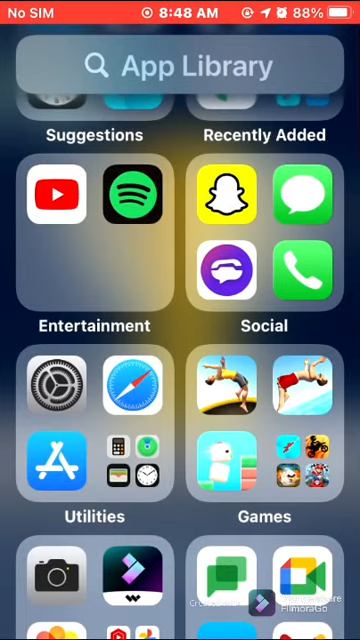 No SIM 8:48 AM 88%
App Library
Suggestions Recently Added
Entertainment Social
Utilities Games
FilmoraGo